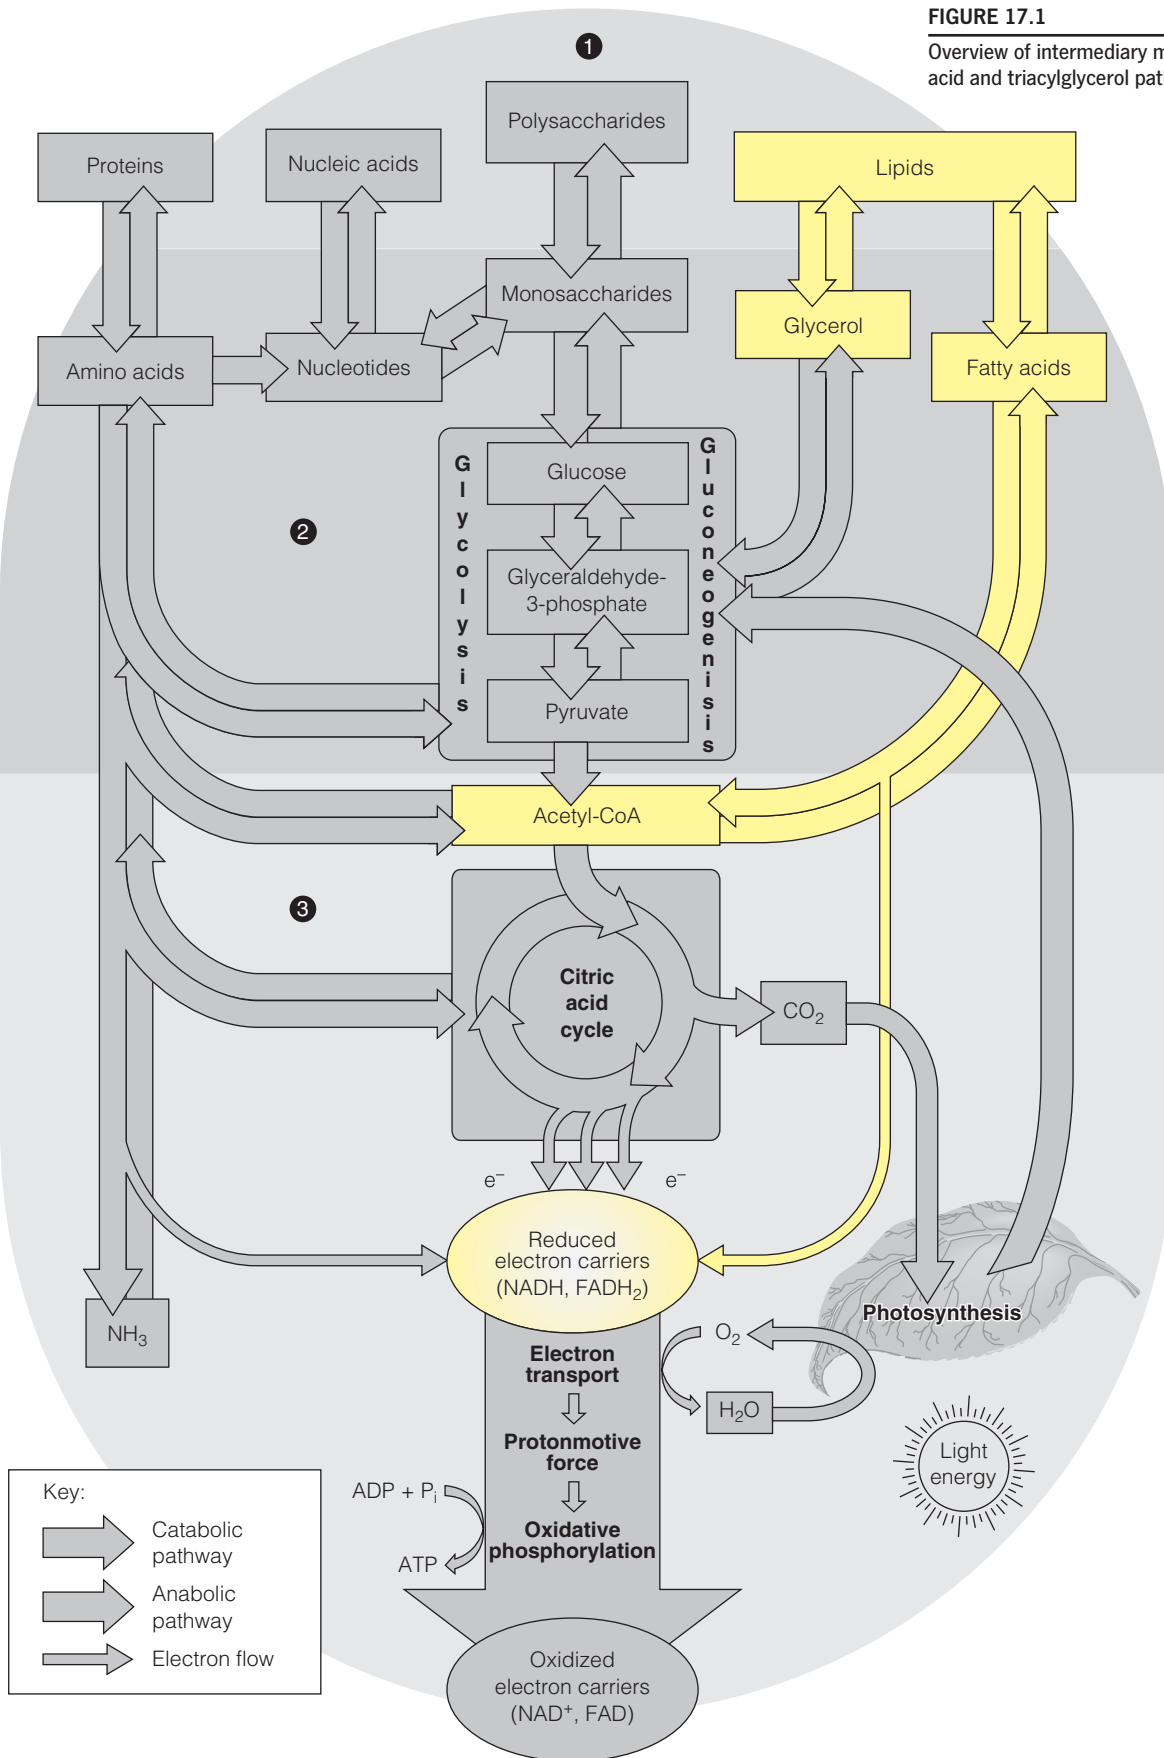 FIGURE 17.1
Overview of intermediary m
acid and triacylglycerol pat
1
Polysaccharides
Proteins
Nucleic acids
Lipids
Monosaccharides
Glycerol
Amino acids
Nucleotides
Fatty acids
Glycolysis
Gluconeogenisis
Glucose
2
Glyceraldehyde-
3-phosphate
Pyruvate
Acetyl-CoA
3
Citric
acid
cycle
CO₂
e⁻
e⁻
Reduced
electron carriers
(NADH, FADH₂)
NH₃
Photosynthesis
Electron
transport
O₂
H₂O
Protonmotive
force
Light
energy
ADP + Pᵢ
Oxidative
phosphorylation
ATP
Key:
Catabolic
pathway
Anabolic
pathway
Electron flow
Oxidized
electron carriers
(NAD⁺, FAD)